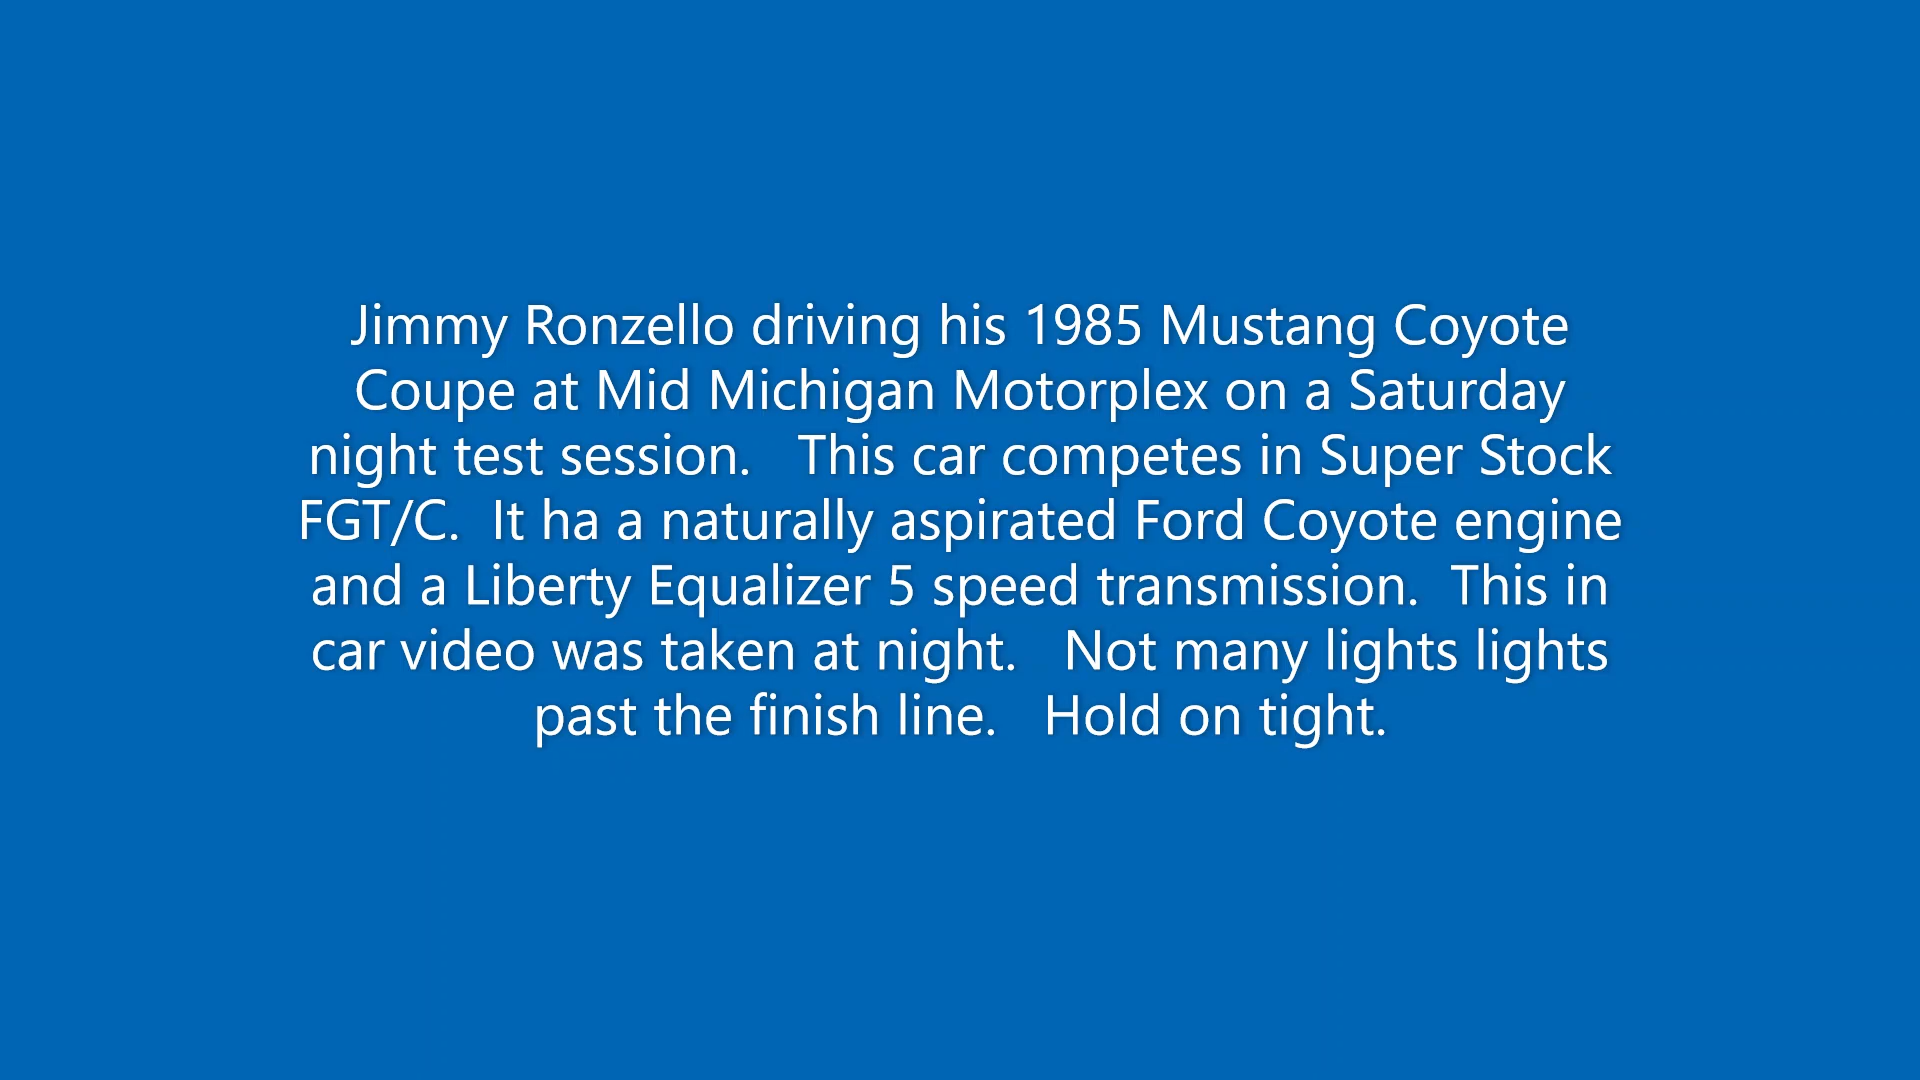 Jimmy Ronzello driving his 1985 Mustang Coyote
Coupe at Mid Michigan Motorplex on a Saturday
night test session.   This car competes in Super Stock
FGT/C.  It ha a naturally aspirated Ford Coyote engine
and a Liberty Equalizer 5 speed transmission.  This in
car video was taken at night.   Not many lights lights
past the finish line.   Hold on tight.